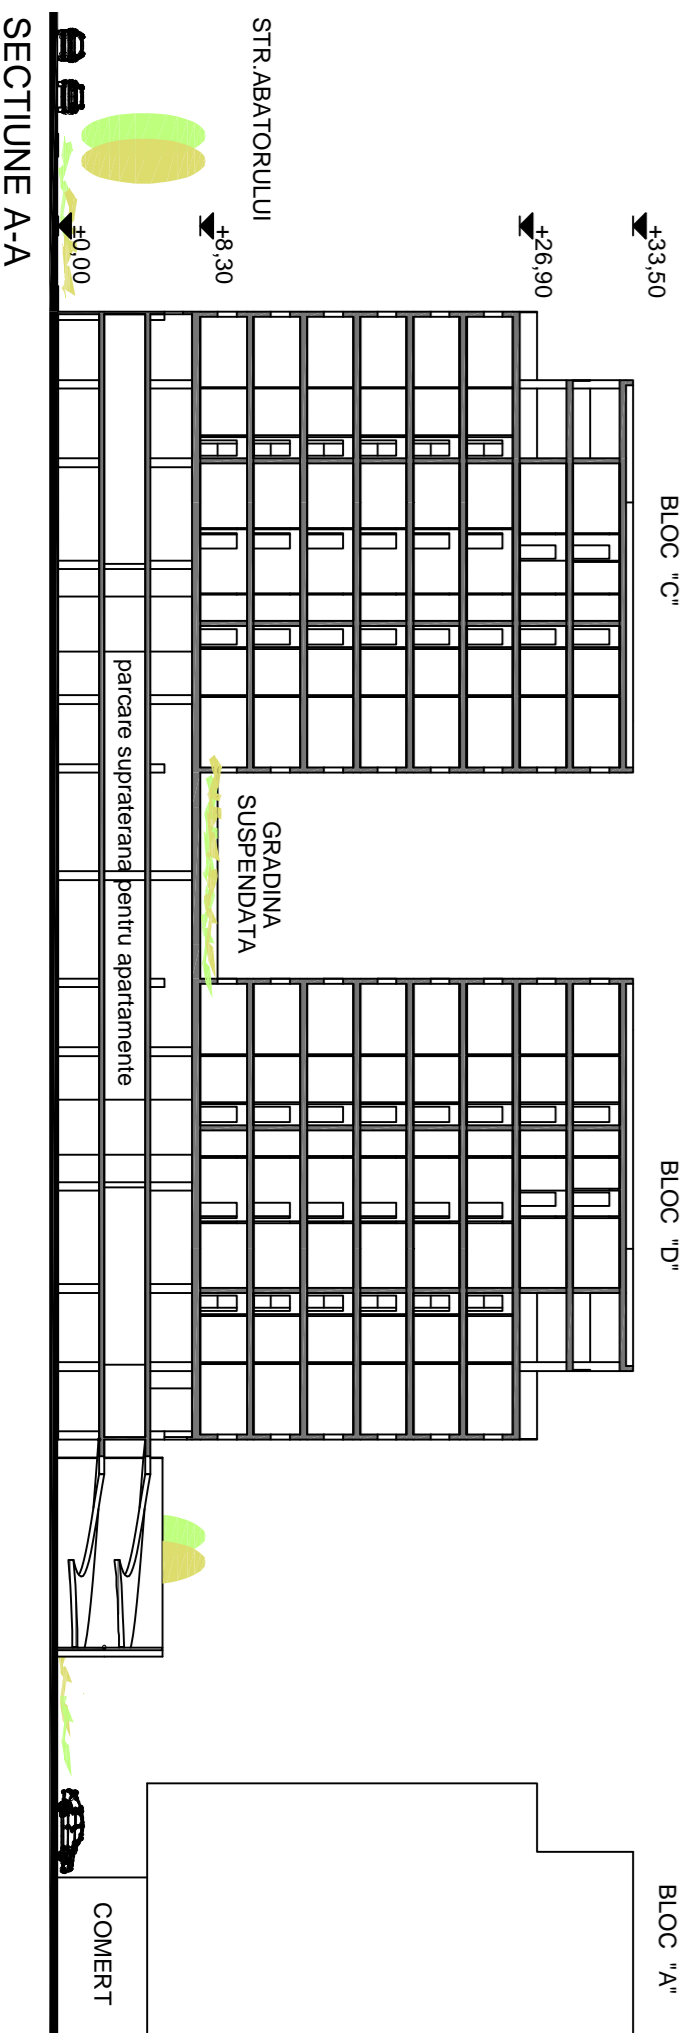 BLOC "C"
BLOC "D"
BLOC "A"
+33,50
+26,90
STR.ABATORULUI
+8,30
GRADINA
SUSPENDATA
parcare supraterana pentru apartamente
±0,00
COMERT
SECTIUNE A-A